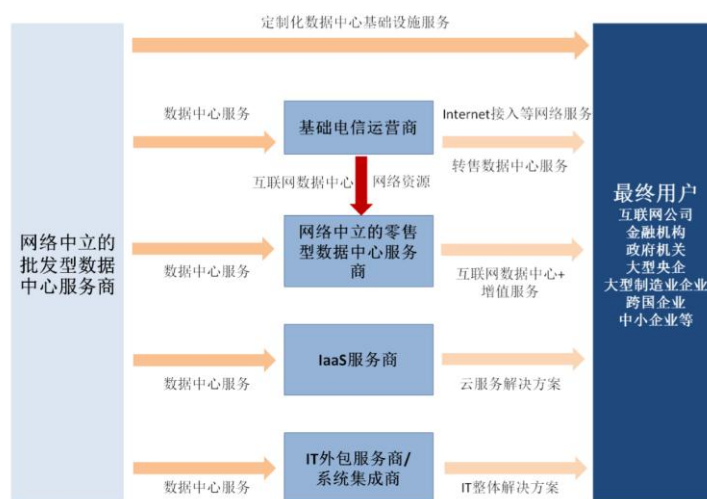 定制化数据中心基础设施服务
数据中心服务
基础电信运营商
Internet接入等网络服务
转售数据中心服务
互联网数据中心
网络资源
网络中立的
批发型数据
中心服务商
数据中心服务
网络中立的零售
型数据中心服务
商
互联网数据中心+
增值服务
数据中心服务
IaaS服务商
云服务解决方案
数据中心服务
IT外包服务商/
系统集成商
IT整体解决方案
最终用户
互联网公司
金融机构
政府机关
大型央企
大型制造业企业
跨国企业
中小企业等